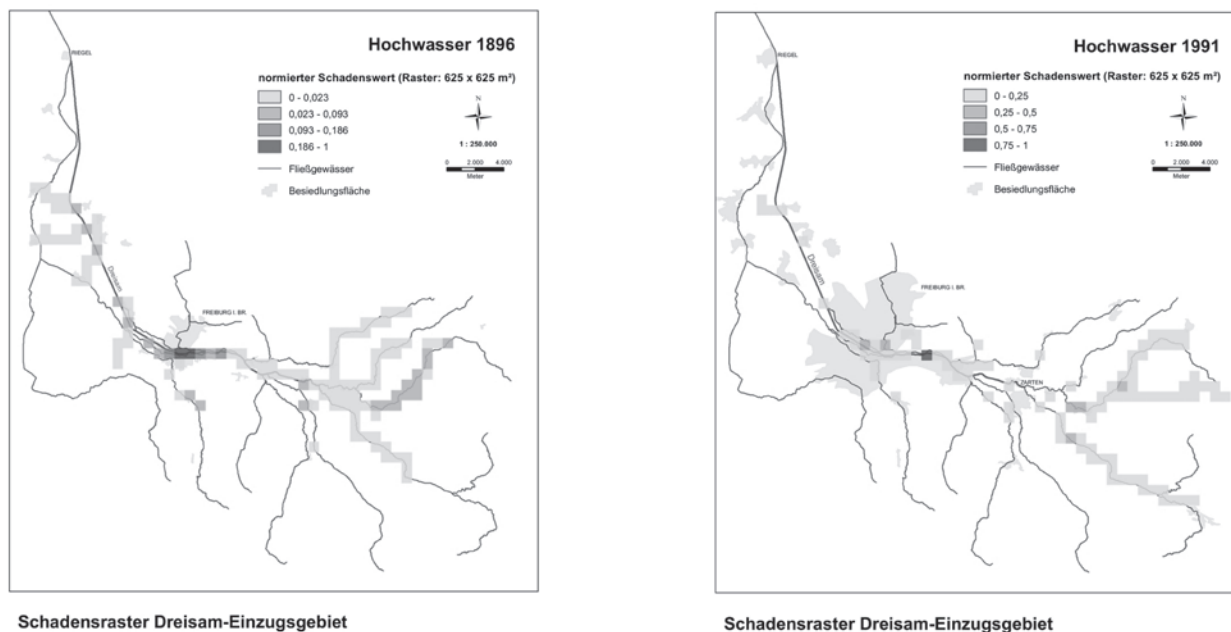 Hochwasser 1896
RIEGEL
normierter Schadenswert (Raster: 625 x 625 m²)
0 - 0,023
0,023 - 0,093
0,093 - 0,186
0,186 - 1
Fließgewässer
Besiedlungsfläche
N
1 : 250.000
0 2.000 4.000
Meter
Dreisam
FREIBURG I. BR.
Schadensraster Dreisam-Einzugsgebiet
Hochwasser 1991
RIEGEL
normierter Schadenswert (Raster: 625 x 625 m²)
0 - 0,25
0,25 - 0,5
0,5 - 0,75
0,75 - 1
Fließgewässer
Besiedlungsfläche
N
1 : 250.000
0 2.000 4.000
Meter
Dreisam
FREIBURG I. BR.
ZARTEN
Schadensraster Dreisam-Einzugsgebiet